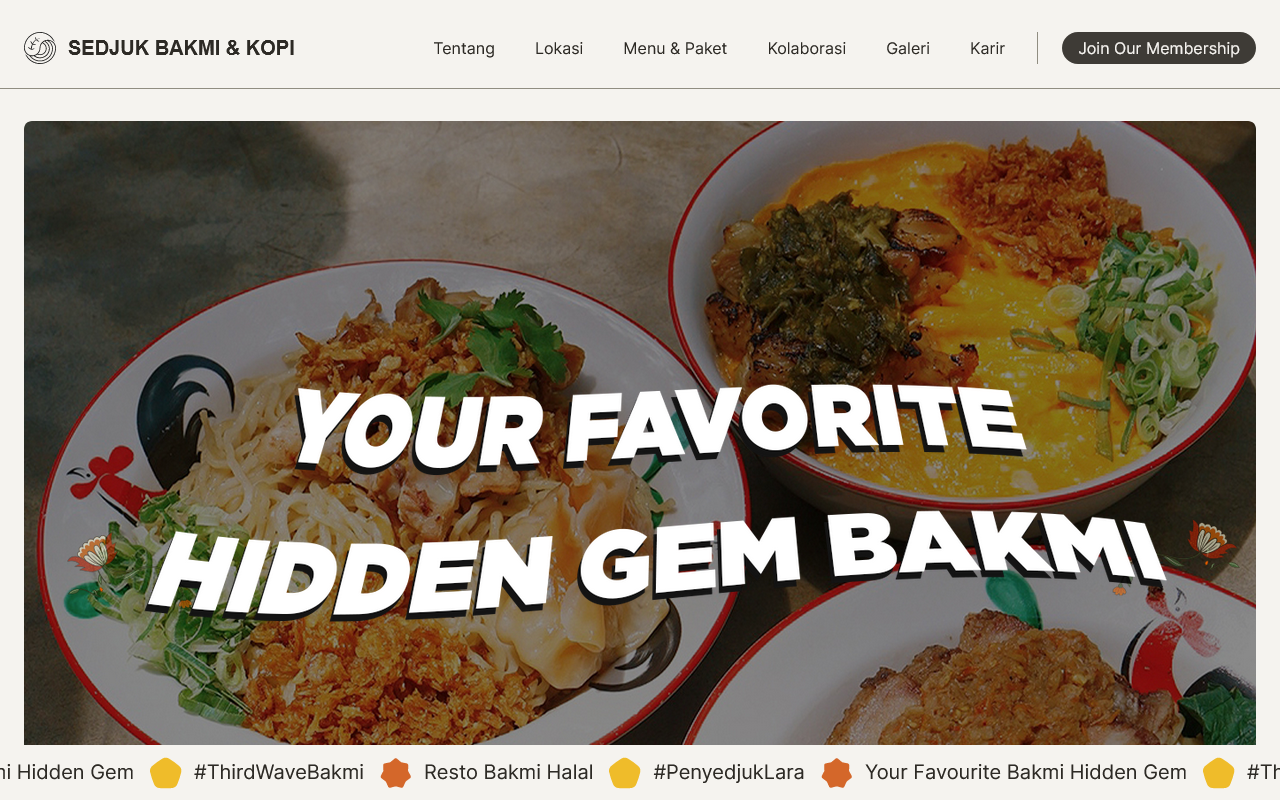 SEDJUK BAKMI & KOPI
Tentang
Lokasi
Menu & Paket
Kolaborasi
Galeri
Karir
Join Our Membership
YOUR FAVORITE
HIDDEN GEM BAKMI
Hidden Gem #ThirdWaveBakmi Resto Bakmi Halal #PenyedjukLara Your Favourite Bakmi Hidden Gem